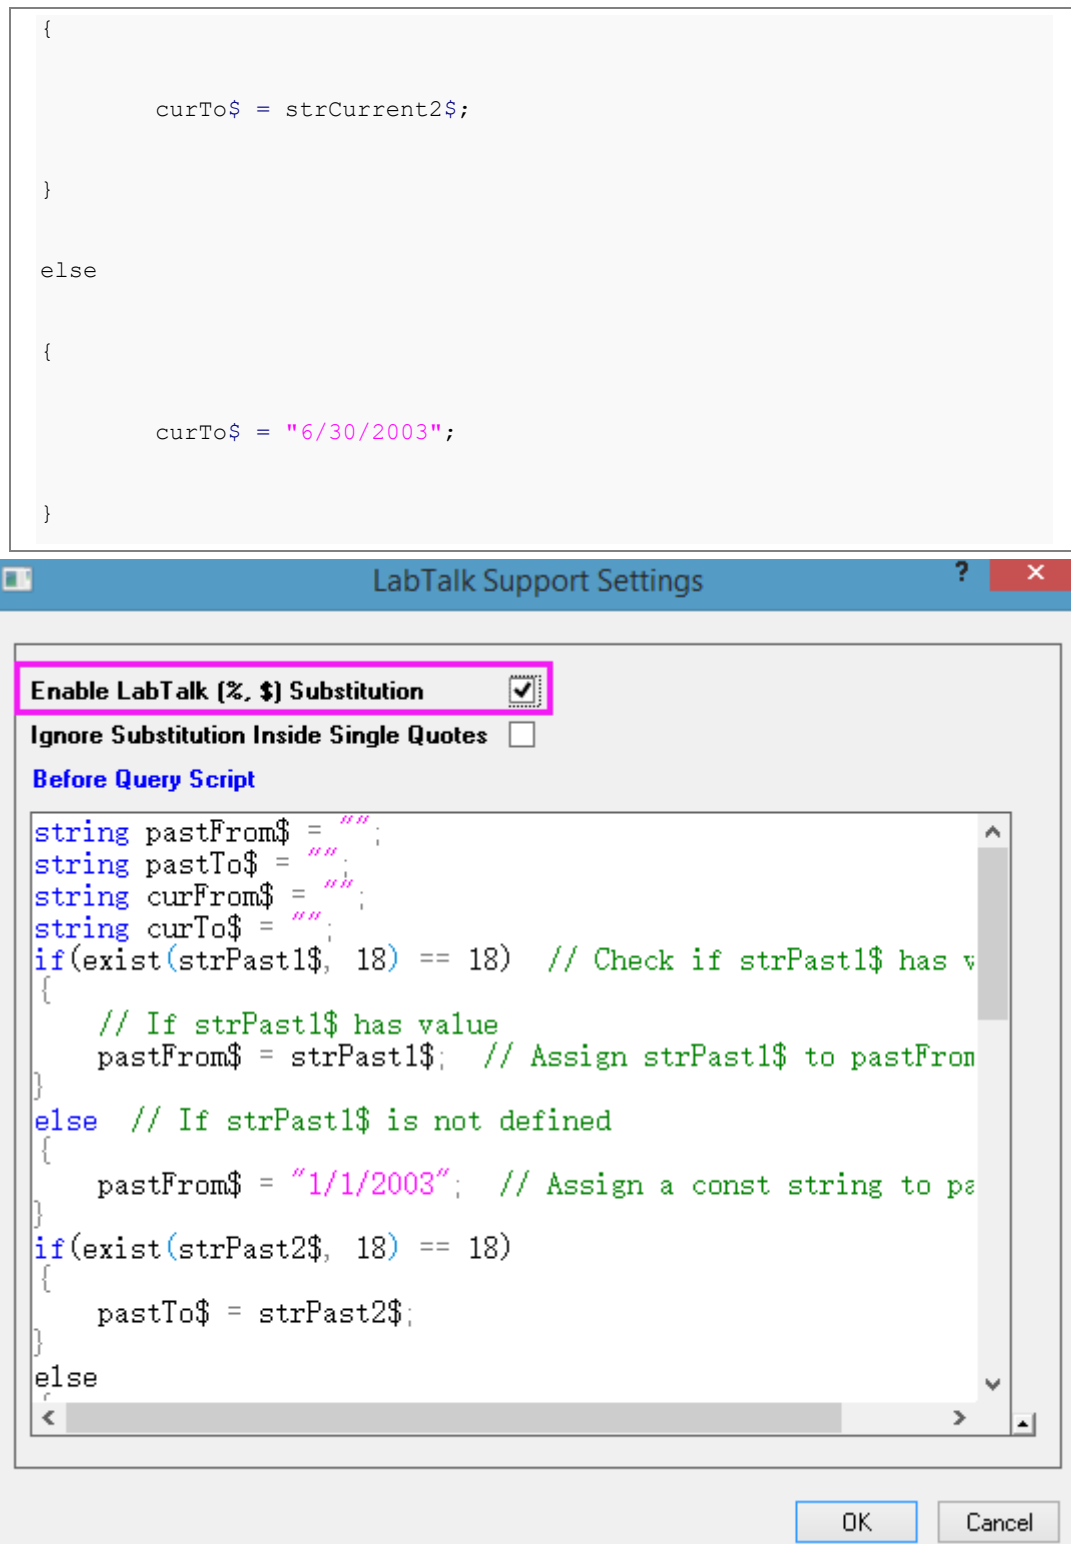 {
curTo$ = strCurrent2$;
}
else
{
curTo$ = "6/30/2003";
}
LabTalk Support Settings
?
Enable LabTalk (%, $) Substitution
Ignore Substitution Inside Single Quotes
Before Query Script
string pastFrom$ = "";
string pastTo$ = "";
string curFrom$ = "";
string curTo$ = "";
if(exist(strPast1$, 18) == 18)  // Check if strPast1$ has v
{
// If strPast1$ has value
pastFrom$ = strPast1$;  // Assign strPast1$ to pastFrom
}
else  // If strPast1$ is not defined
{
pastFrom$ = "1/1/2003";  // Assign a const string to pa
}
if(exist(strPast2$, 18) == 18)
{
pastTo$ = strPast2$;
}
else
{
OK
Cancel